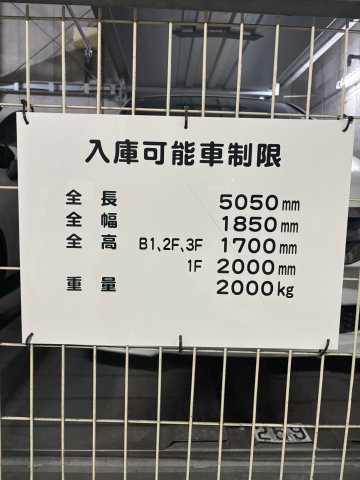 入庫可能車制限
全長 5050mm
全幅 1850mm
全高 B1、2F、3F 1700mm
1F 2000mm
重量 2000kg